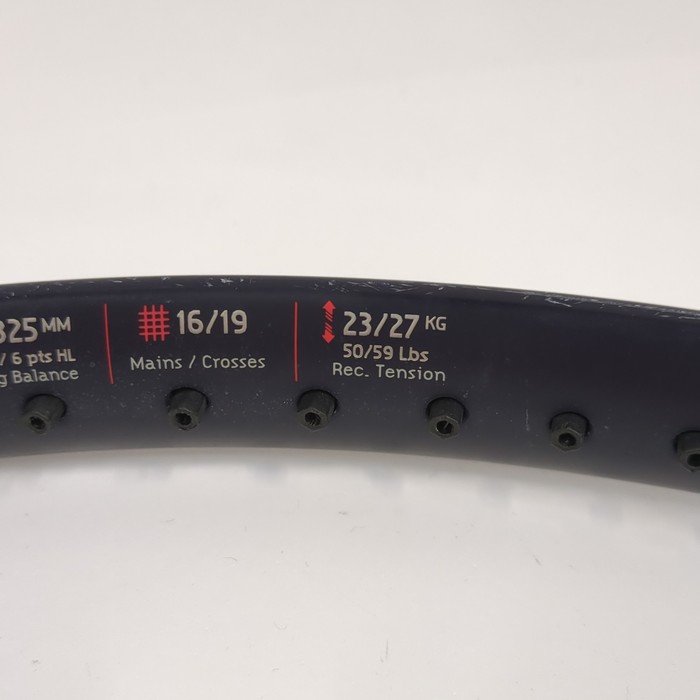 325 MM
/ 6 pts HL
g Balance
16/19
Mains / Crosses
23/27 KG
50/59 Lbs
Rec. Tension